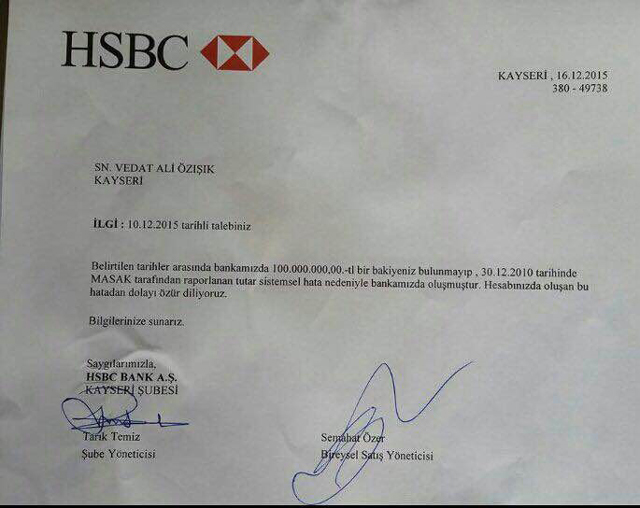 HSBC
KAYSERİ , 16.12.2015
380 - 49738
SN. VEDAT ALİ ÖZIŞIK
KAYSERİ
İLGİ : 10.12.2015 tarihli talebiniz
Belirtilen tarihler arasında bankamızda 100.000.000,00.-tl bir bakiyeniz bulunmayıp , 30.12.2010 tarihinde
MASAK tarafından raporlanan tutar sistemsel hata nedeniyle bankamızda oluşmuştur. Hesabınızda oluşan bu
hatadan dolayı özür diliyoruz.
Bilgilerinize sunarız.
Saygılarımızla,
HSBC BANK A.Ş.
KAYSERİ ŞUBESİ
Tarık Temiz
Şube Yöneticisi
Semahat Özer
Bireysel Satış Yöneticisi